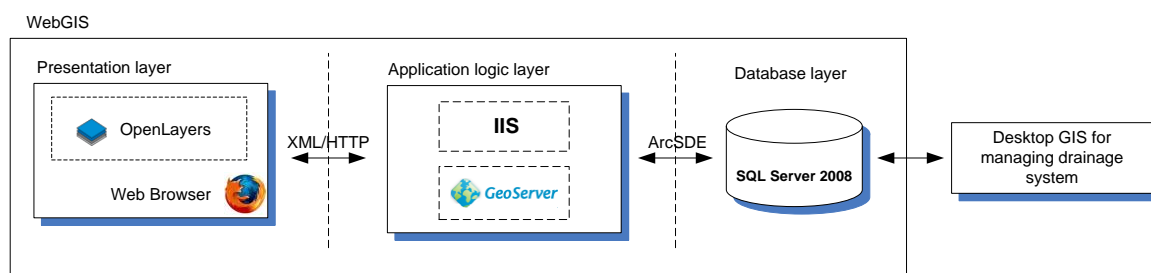 WebGIS
Presentation layer
Application logic layer
Database layer
OpenLayers
Web Browser
XML/HTTP
IIS
GeoServer
ArcSDE
SQL Server 2008
Desktop GIS for
managing drainage
system